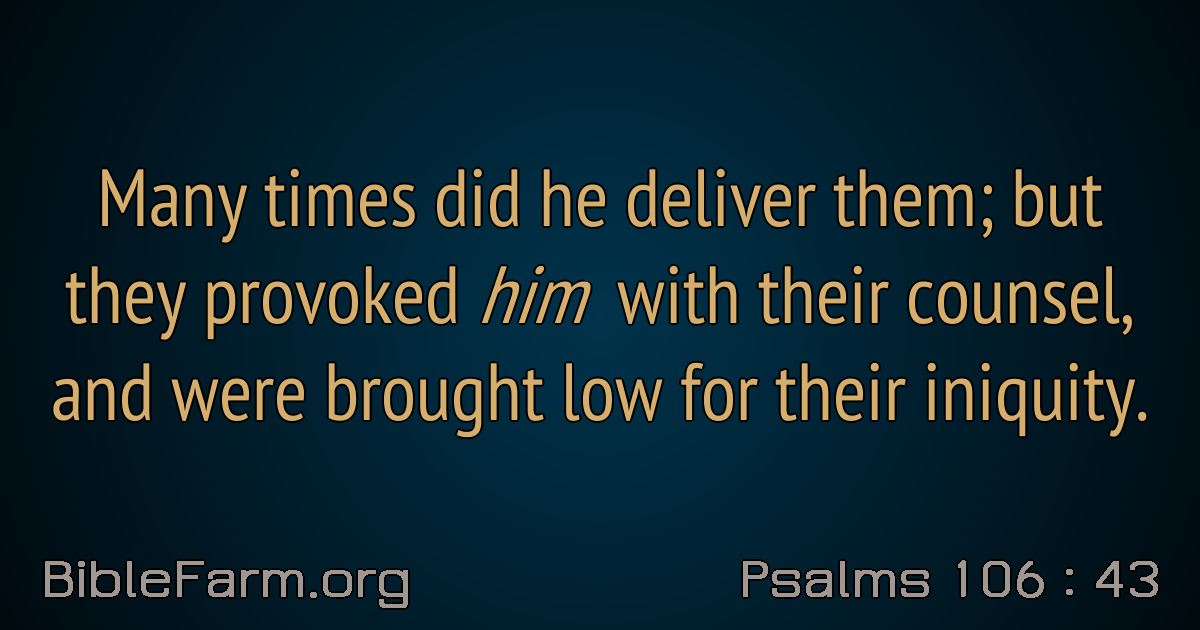 Many times did he deliver them; but
they provoked him with their counsel,
and were brought low for their iniquity.
BibleFarm.org
Psalms 106 : 43